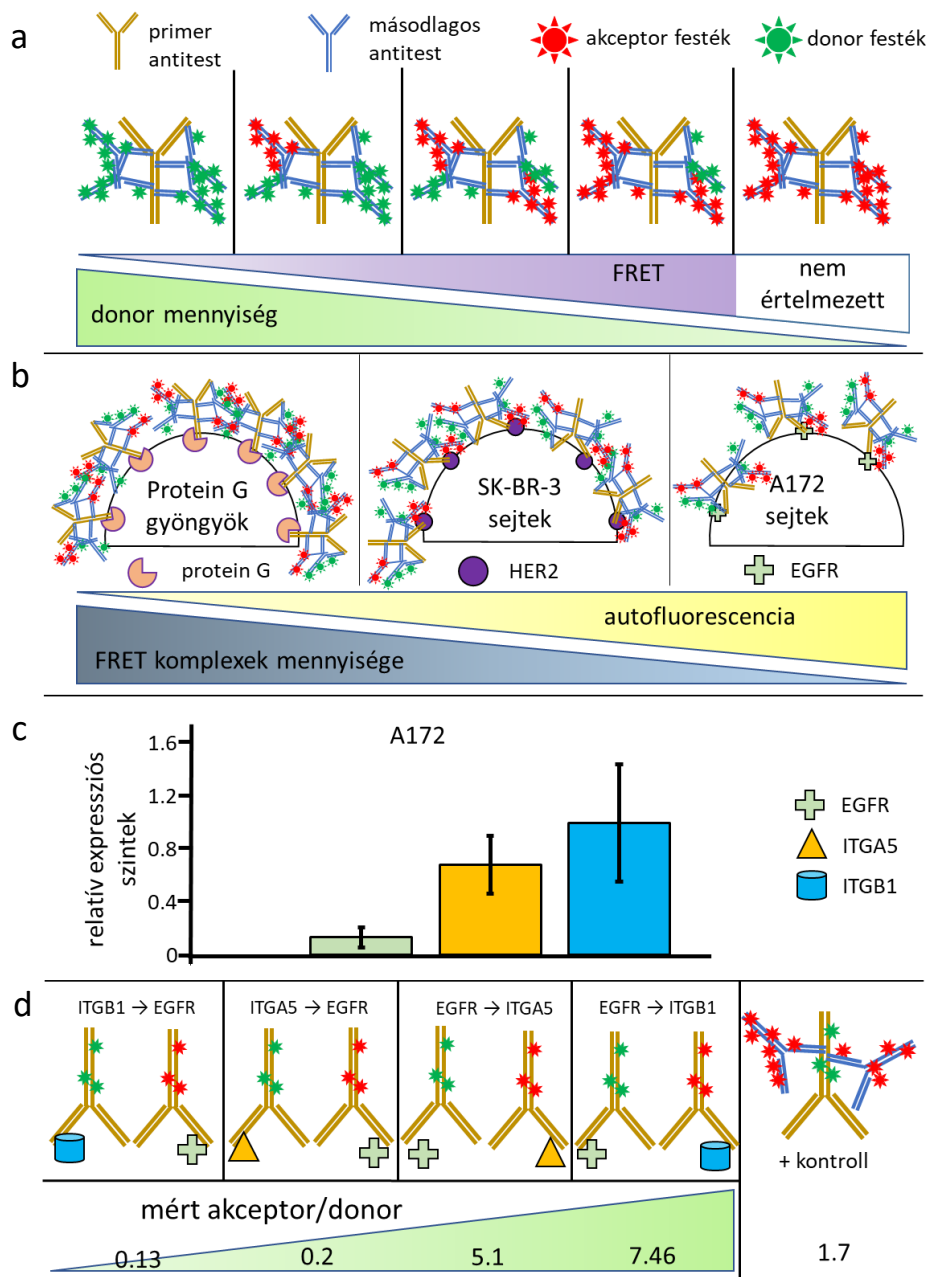 a
primer
antitest
másodlagos
antitest
akceptor festék
donor festék
FRET
nem
értelmezett
donor mennyiség
b
Protein G
gyöngyök
SK-BR-3
sejtek
A172
sejtek
protein G
HER2
EGFR
autofluorescencia
FRET komplexek mennyisége
c
A172
relatív expressziós
szintek
1.6
1.2
0.8
0.4
0
EGFR
ITGA5
ITGB1
d
ITGB1 → EGFR
ITGA5 → EGFR
EGFR → ITGA5
EGFR → ITGB1
+ kontroll
mért akceptor/donor
0.13
0.2
5.1
7.46
1.7